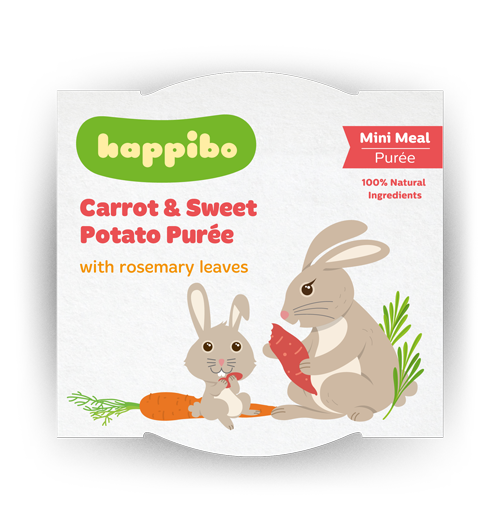 happibo
Mini Meal
Purée
100% Natural
Ingredients
Carrot & Sweet
Potato Purée
with rosemary leaves